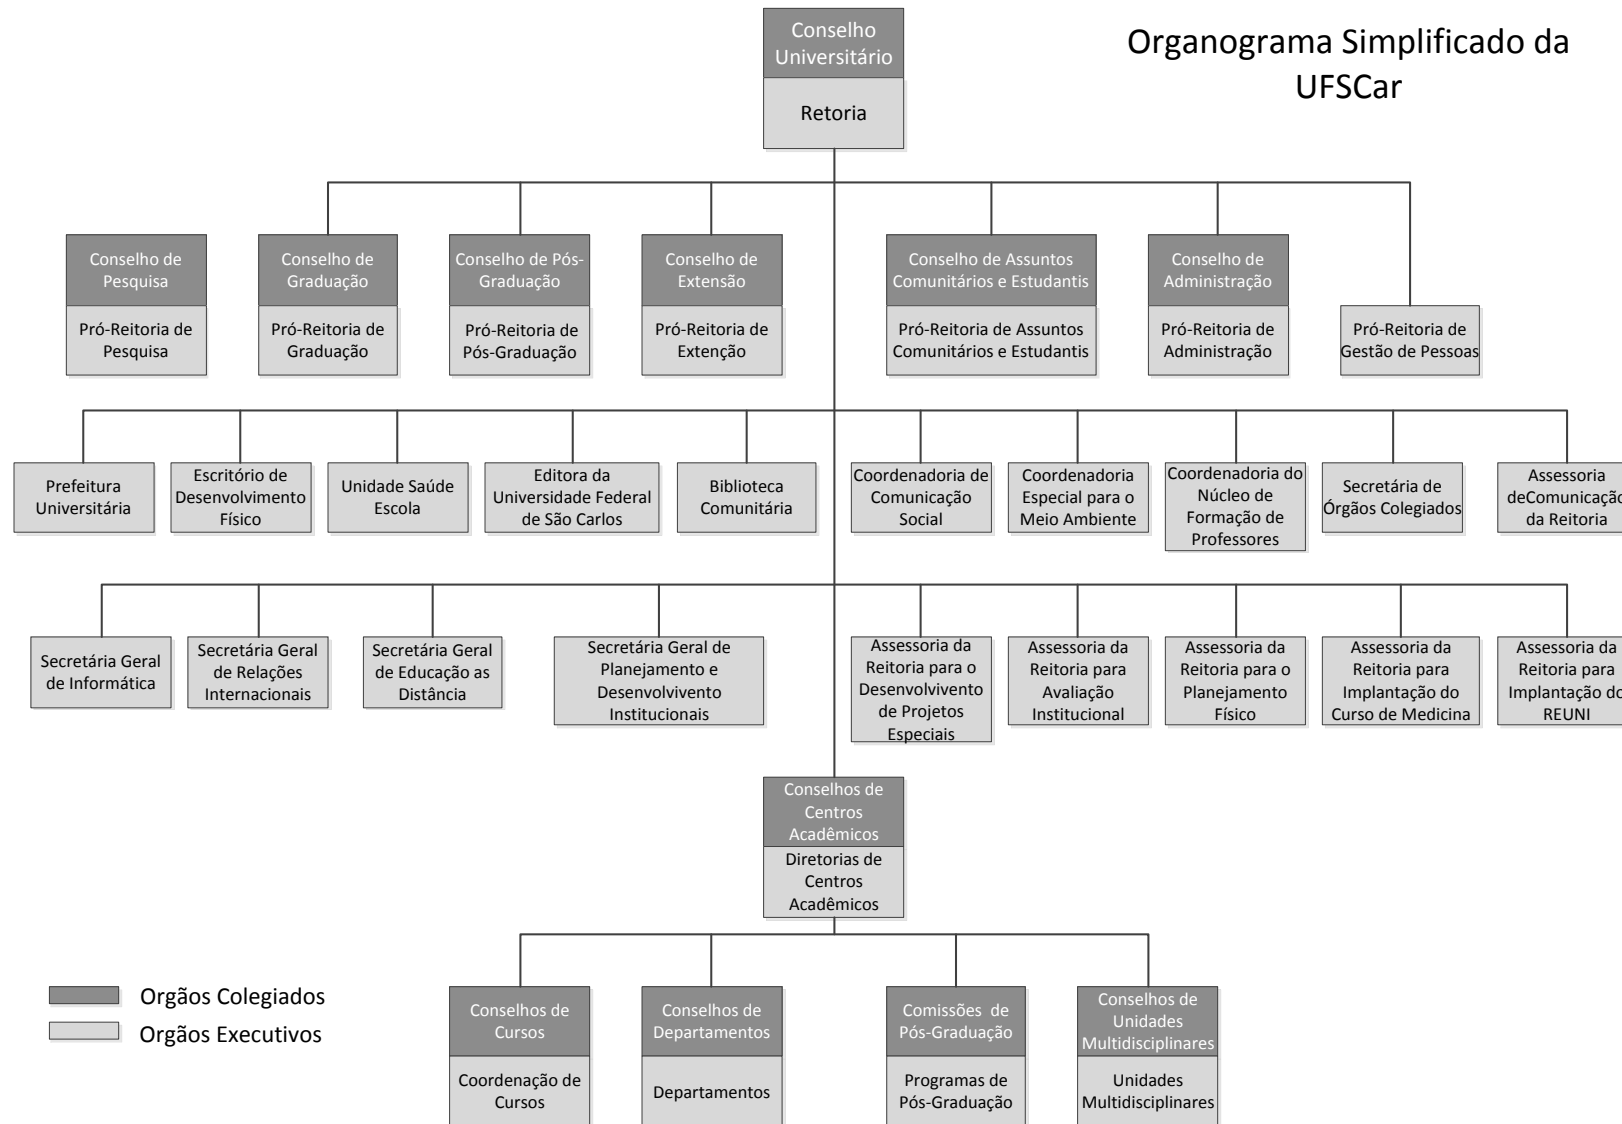 Conselho
Universitário
Retoria
Organograma Simplificado da
UFSCar
Conselho de
Pesquisa
Pró-Reitoria de
Pesquisa
Conselho de
Graduação
Pró-Reitoria de
Graduação
Conselho de Pós-
Graduação
Pró-Reitoria de
Pós-Graduação
Conselho de
Extensão
Pró-Reitoria de
Extenção
Conselho de Assuntos
Comunitários e Estudantis
Pró-Reitoria de Assuntos
Comunitários e Estudantis
Conselho de
Administração
Pró-Reitoria de
Administração
Pró-Reitoria de
Gestão de Pessoas
Prefeitura
Universitária
Escritório de
Desenvolvimento
Físico
Unidade Saúde
Escola
Editora da
Universidade Federal
de São Carlos
Biblioteca
Comunitária
Coordenadoria de
Comunicação
Social
Coordenadoria
Especial para o
Meio Ambiente
Coordenadoria do
Núcleo de
Formação de
Professores
Secretária de
Órgãos Colegiados
Assessoria
deComunicação
da Reitoria
Secretária Geral
de Informática
Secretária Geral
de Relações
Internacionais
Secretária Geral
de Educação as
Distância
Secretária Geral de
Planejamento e
Desenvolvivento
Institucionais
Assessoria da
Reitoria para o
Desenvolvivento
de Projetos
Especiais
Assessoria da
Reitoria para
Avaliação
Institucional
Assessoria da
Reitoria para o
Planejamento
Físico
Assessoria da
Reitoria para
Implantação do
Curso de Medicina
Assessoria da
Reitoria para
Implantação do
REUNI
Conselhos de
Centros
Acadêmicos
Diretorias de
Centros
Acadêmicos
Orgãos Colegiados
Orgãos Executivos
Conselhos de
Cursos
Coordenação de
Cursos
Conselhos de
Departamentos
Departamentos
Comissões de
Pós-Graduação
Programas de
Pós-Graduação
Conselhos de
Unidades
Multidisciplinares
Unidades
Multidisciplinares